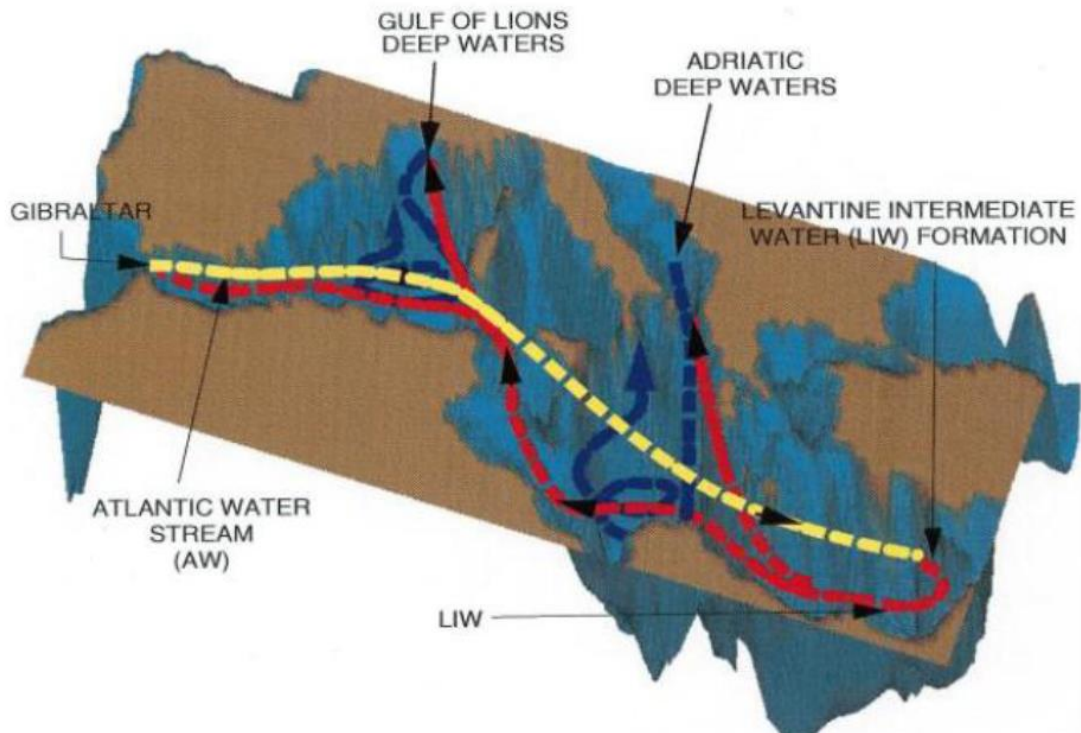 GULF OF LIONS
DEEP WATERS
ADRIATIC
DEEP WATERS
GIBRALTAR
LEVANTINE INTERMEDIATE
WATER (LIW) FORMATION
ATLANTIC WATER
STREAM
(AW)
LIW